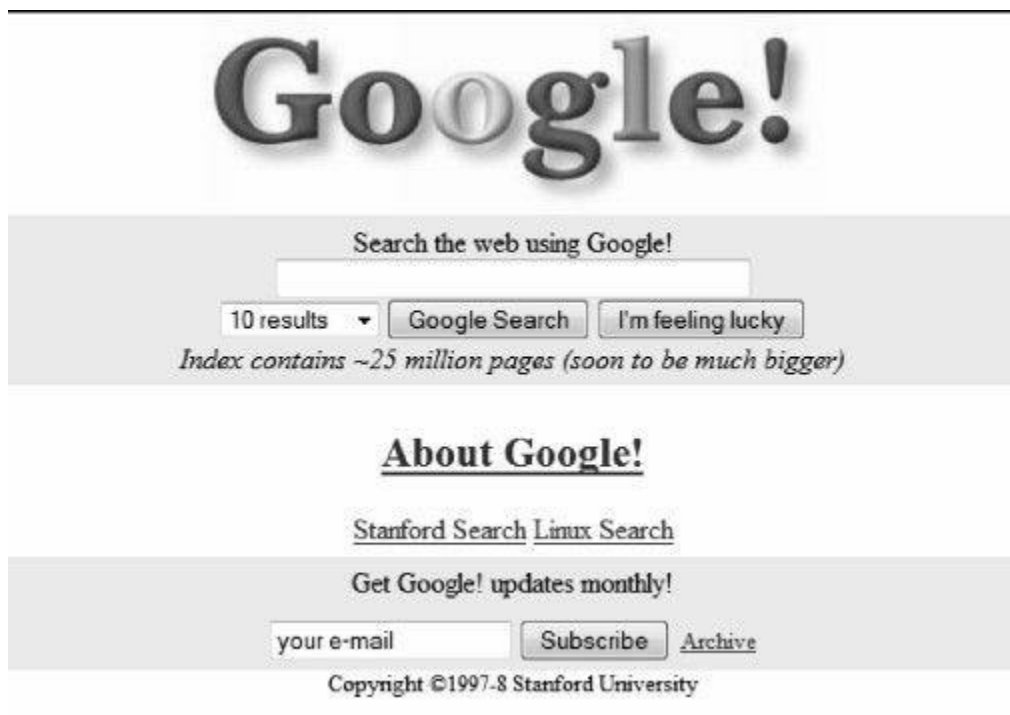 Google!
Search the web using Google!
10 results Google Search I'm feeling lucky
Index contains ~25 million pages (soon to be much bigger)
About Google!
Stanford Search Linux Search
Get Google! updates monthly!
your e-mail Subscribe Archive
Copyright ©1997-8 Stanford University